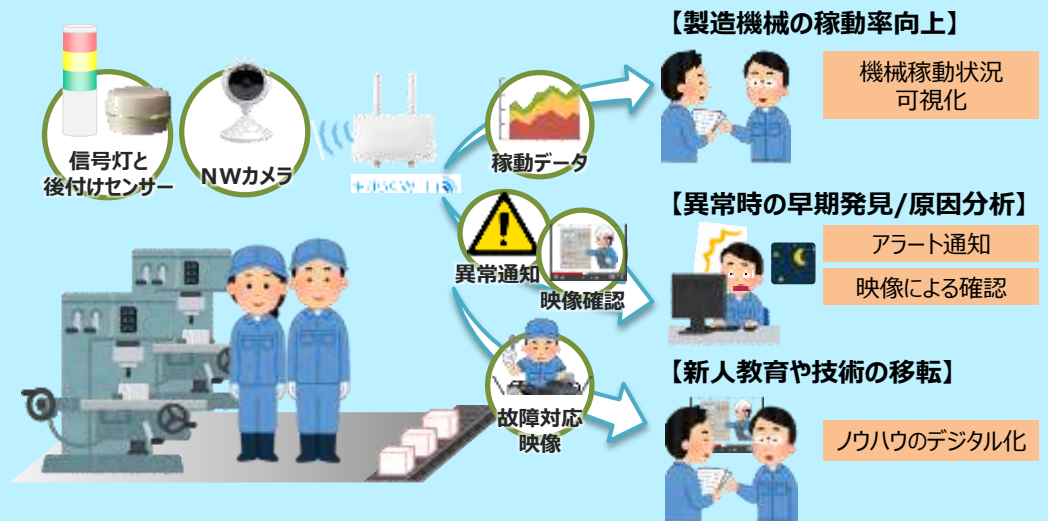 【製造機械の稼動率向上】
機械稼動状況
可視化
信号灯と
後付けセンサー
NWカメラ
稼動データ
【異常時の早期発見/原因分析】
アラート通知
映像による確認
異常通知
映像確認
【新人教育や技術の移転】
ノウハウのデジタル化
故障対応
映像